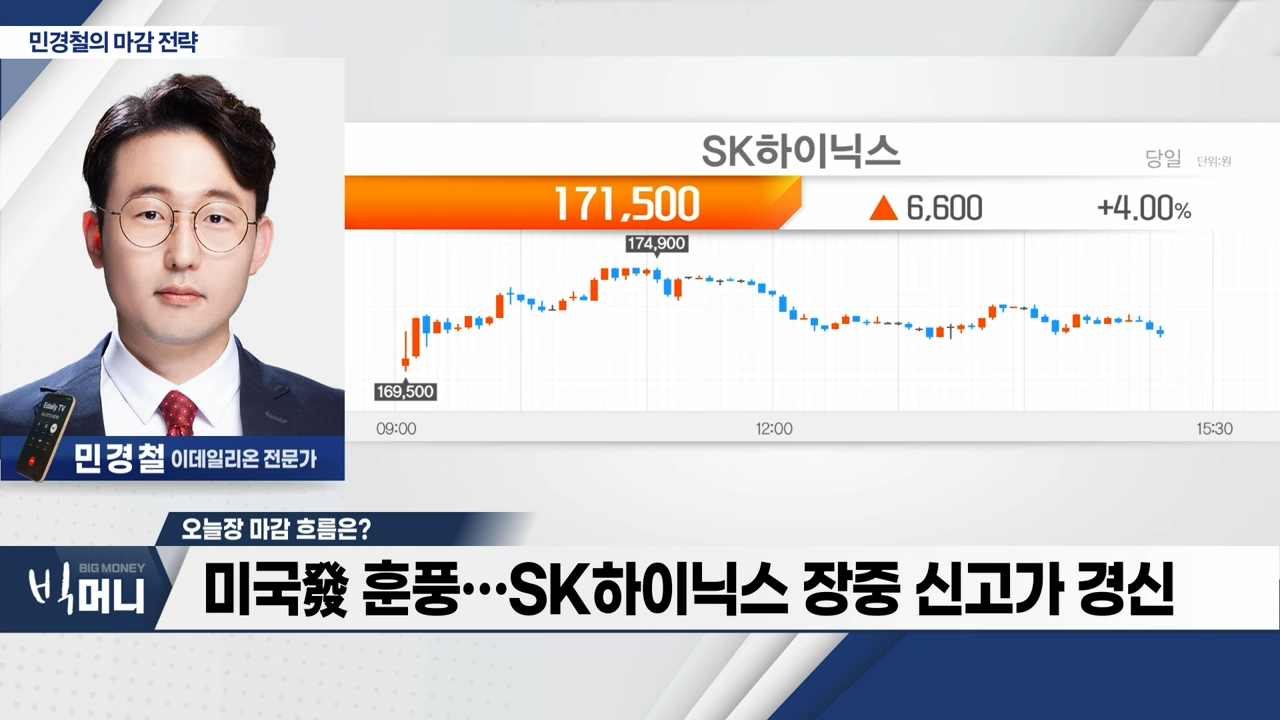 민경철의 마감 전략
SK하이닉스
당일 단위:원
171,500 ▲ 6,600 +4.00%
174,900
169,500
09:00 12:00 15:30
Edaily TV
민경철 이데일리온 전문가
오늘장 마감 흐름은?
BIG MONEY
빅머니
미국發 훈풍…SK하이닉스 장중 신고가 경신